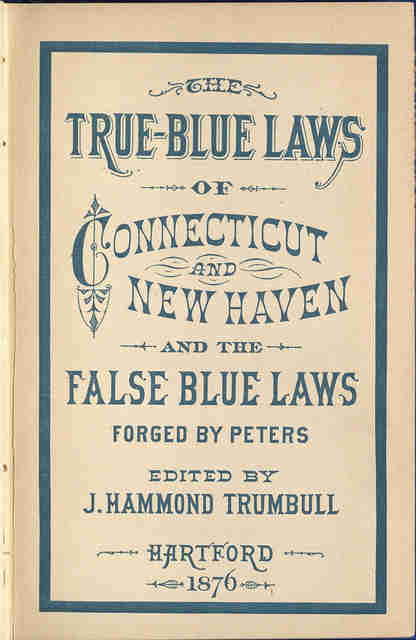 THE
TRUE-BLUE LAWS
OF
CONNECTICUT
AND
NEW HAVEN
AND THE
FALSE BLUE LAWS
FORGED BY PETERS
EDITED BY
J. HAMMOND TRUMBULL
HARTFORD
1876